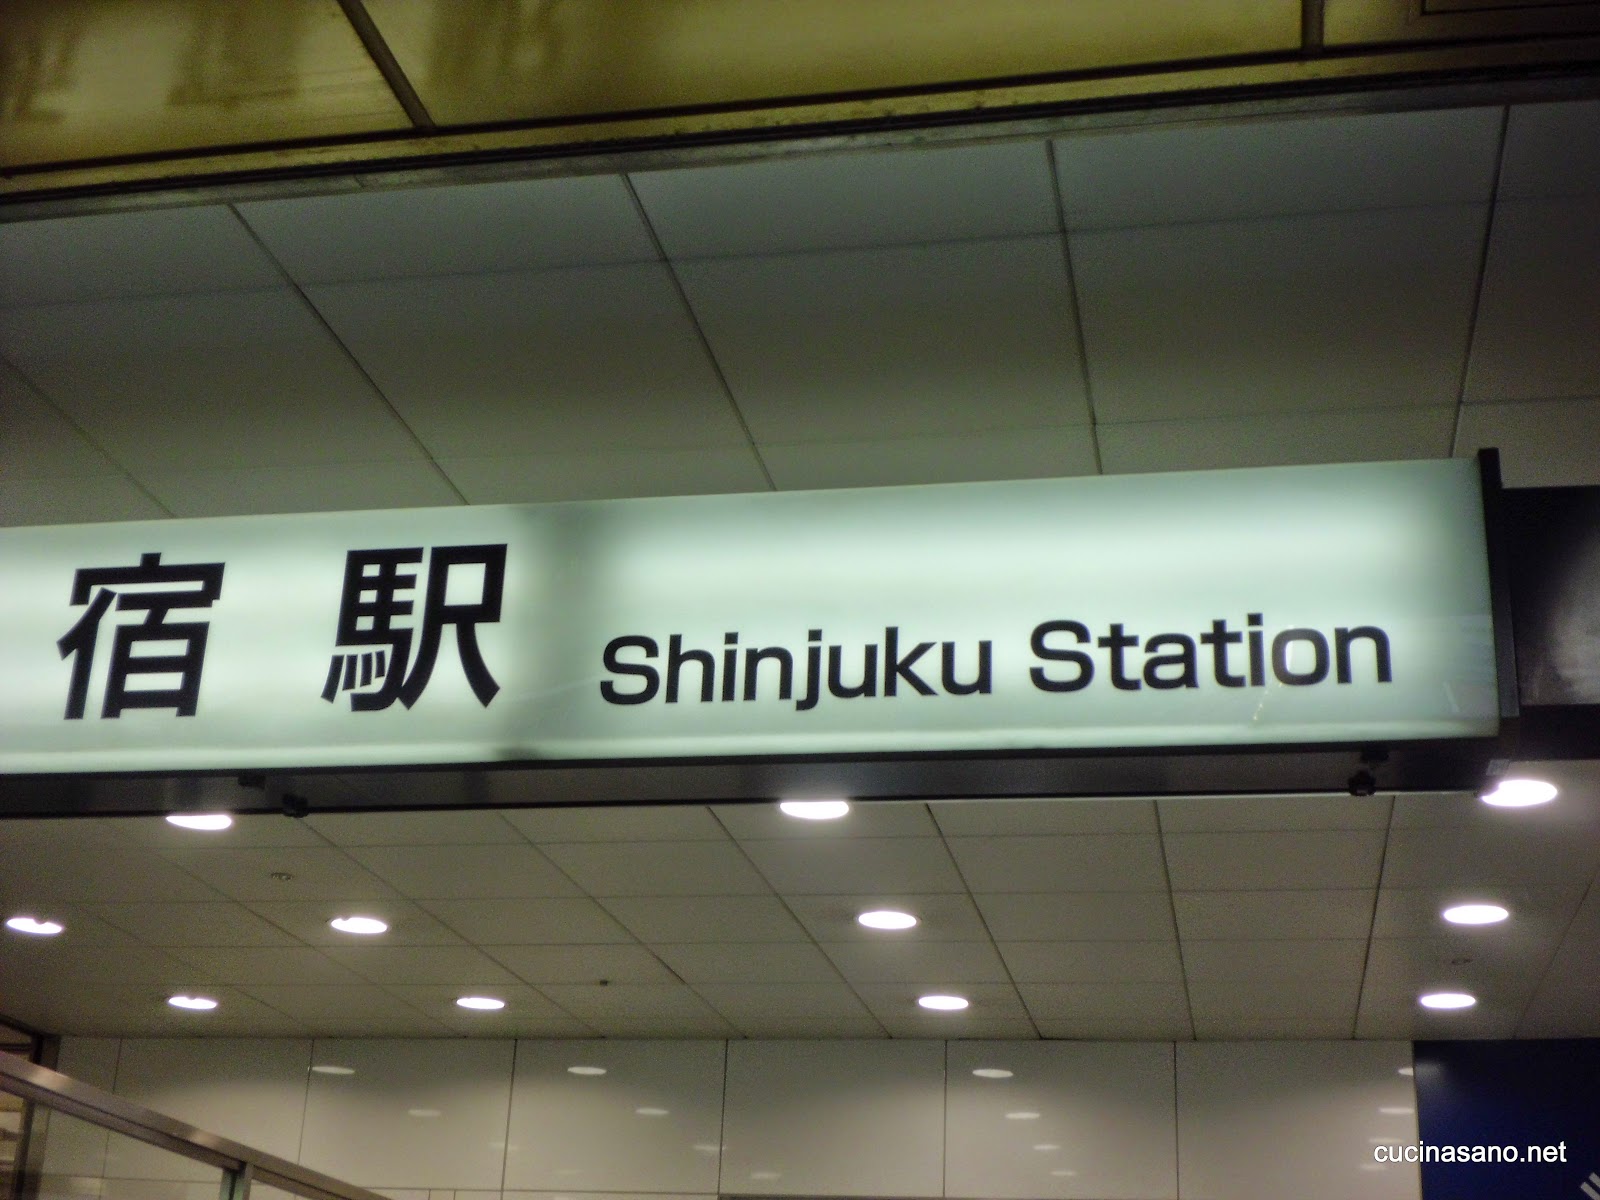 宿駅 Shinjuku Station
cucinasano.net